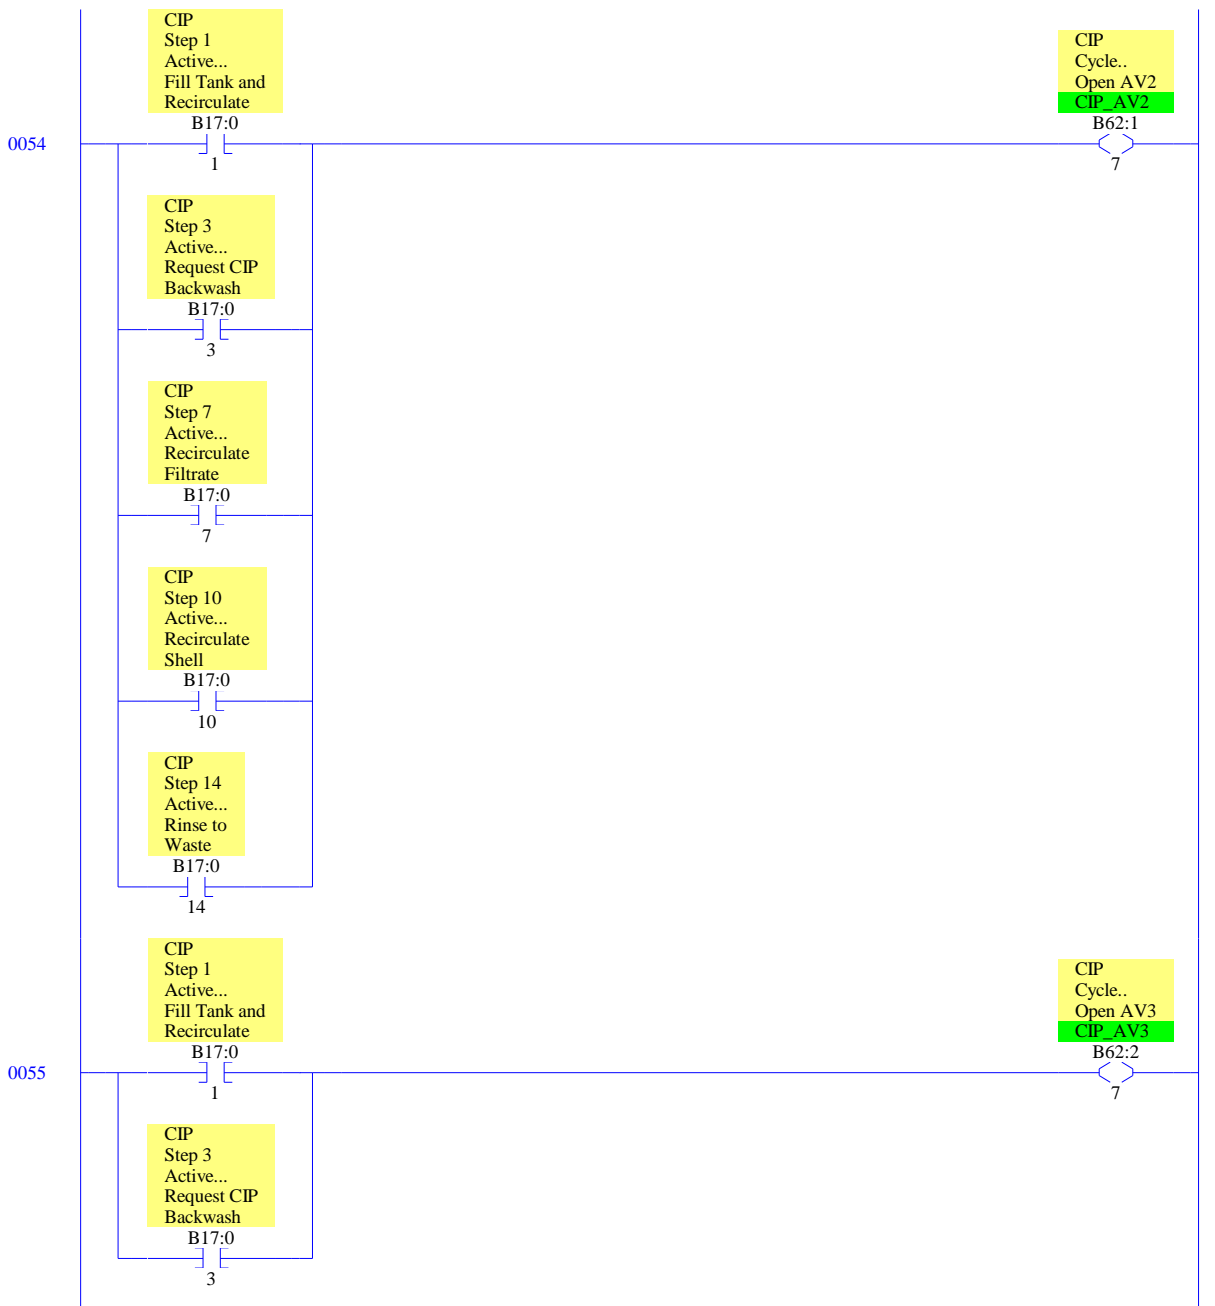 CIP
Step 1
Active...
Fill Tank and
Recirculate
B17:0
1
CIP
Cycle..
Open AV2
CIP_AV2
B62:1
7
0054
CIP
Step 3
Active...
Request CIP
Backwash
B17:0
3
CIP
Step 7
Active...
Recirculate
Filtrate
B17:0
7
CIP
Step 10
Active...
Recirculate
Shell
B17:0
10
CIP
Step 14
Active...
Rinse to
Waste
B17:0
14
CIP
Step 1
Active...
Fill Tank and
Recirculate
B17:0
1
CIP
Cycle..
Open AV3
CIP_AV3
B62:2
7
0055
CIP
Step 3
Active...
Request CIP
Backwash
B17:0
3